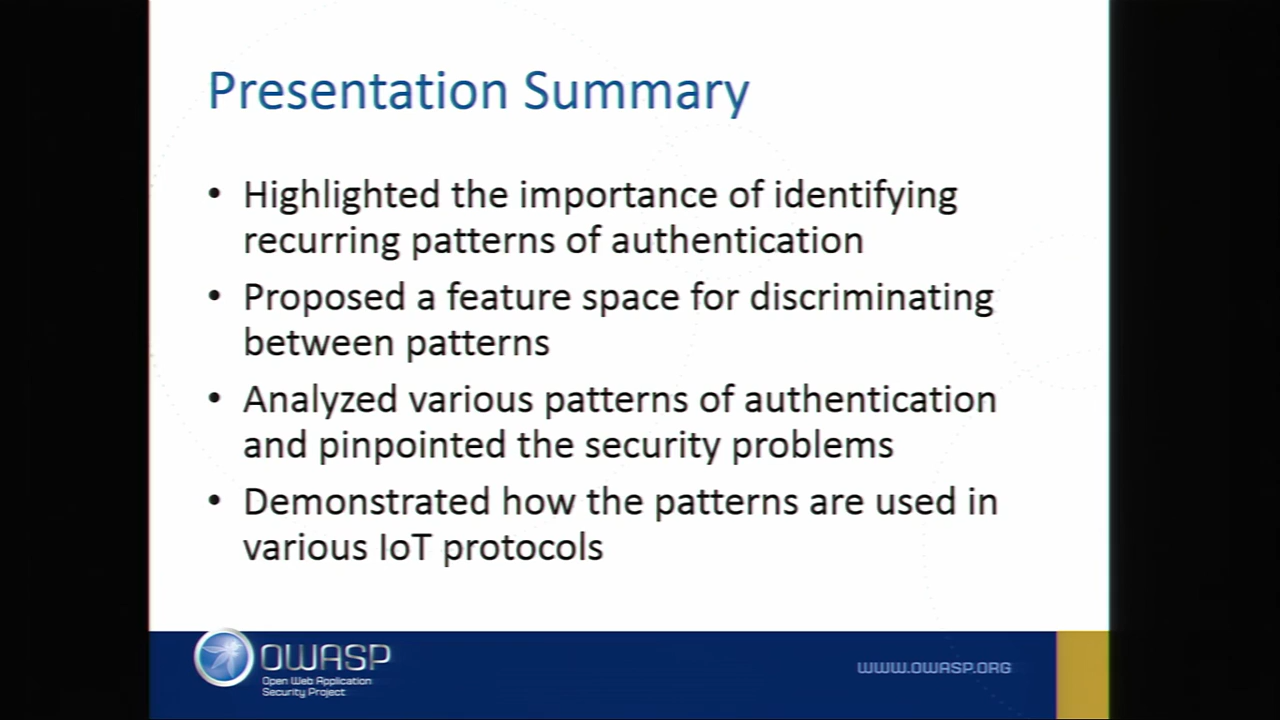 Presentation Summary
• Highlighted the importance of identifying
recurring patterns of authentication
• Proposed a feature space for discriminating
between patterns
• Analyzed various patterns of authentication
and pinpointed the security problems
• Demonstrated how the patterns are used in
various IoT protocols
OWASP
Open Web Application
Security Project
WWW.OWASP.ORG